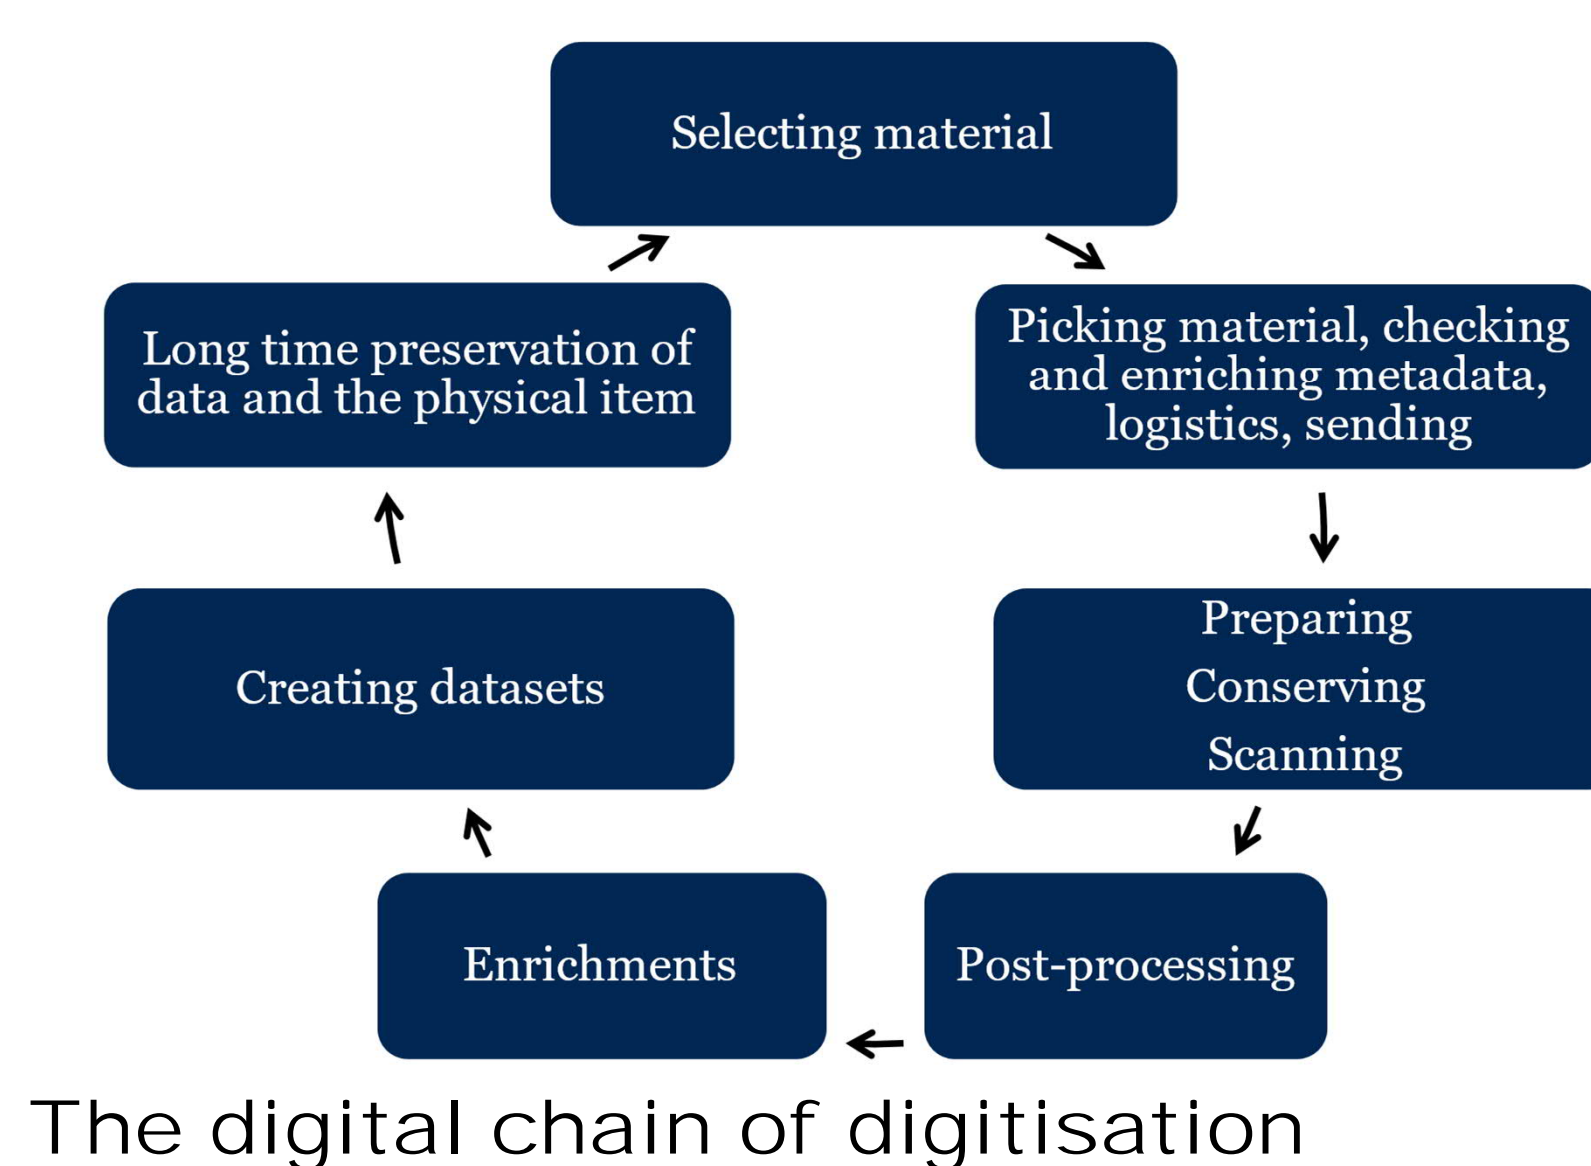 Selecting material
Picking material, checking
and enriching metadata,
logistics, sending
Preparing
Conserving
Scanning
Post-processing
Enrichments
Creating datasets
Long time preservation of
data and the physical item
The digital chain of digitisation